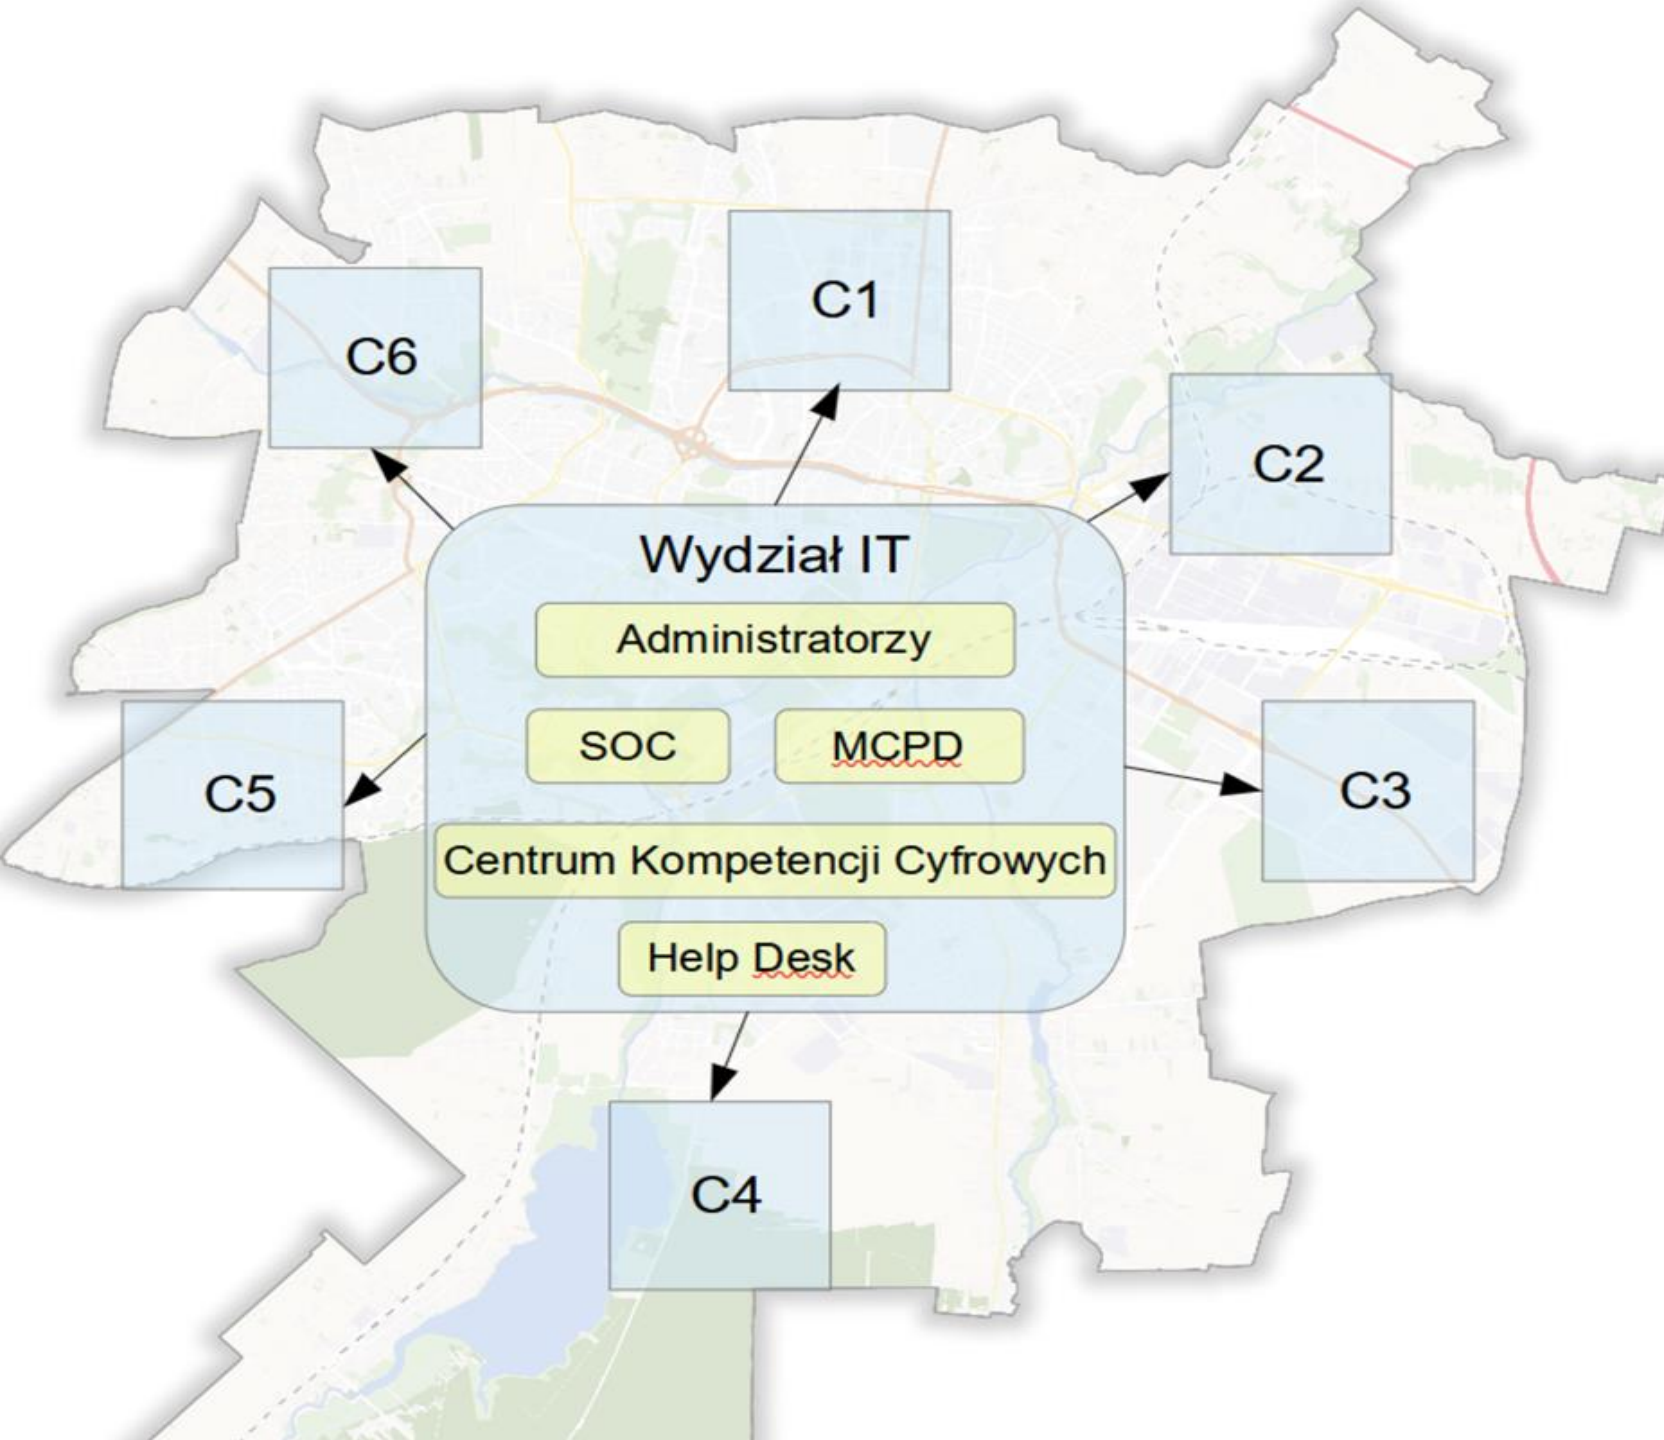 C1
C6
C2
Wydział IT
Administratorzy
SOC
MCPD
C5
C3
Centrum Kompetencji Cyfrowych
Help Desk
C4